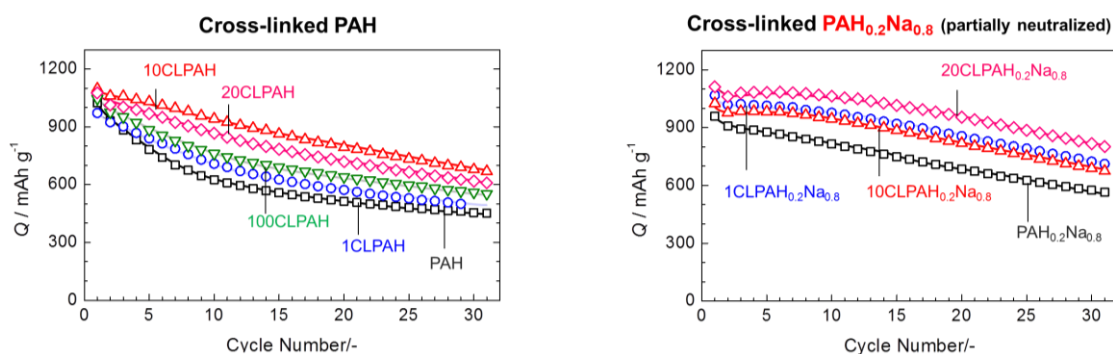 Cross-linked PAH
1200
900
600
300
0
Q / mAh g⁻¹
0 5 10 15 20 25 30
Cycle Number/-
10CLPAH
20CLPAH
100CLPAH
1CLPAH
PAH
Cross-linked PAH₀.₂Na₀.₈ (partially neutralized)
1200
900
600
300
0
Q / mAh g⁻¹
0 5 10 15 20 25 30
Cycle Number/-
20CLPAH₀.₂Na₀.₈
1CLPAH₀.₂Na₀.₈
10CLPAH₀.₂Na₀.₈
PAH₀.₂Na₀.₈